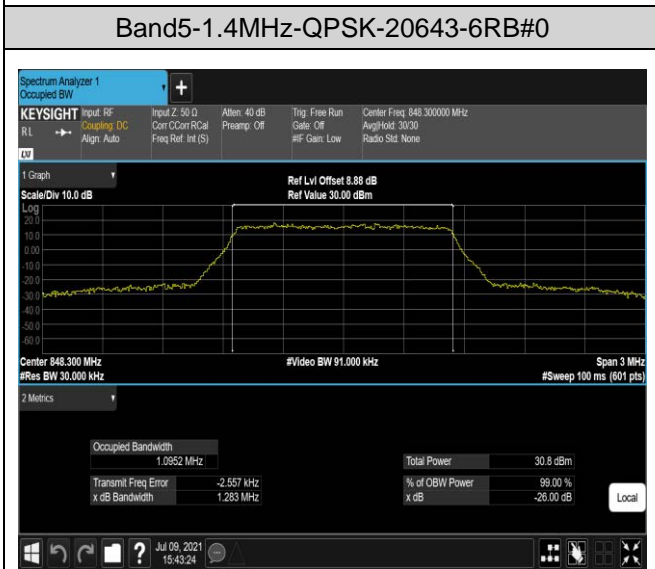 Band5-1.4MHz-QPSK-20643-6RB#0
Spectrum Analyzer 1
Occupied BW
+
KEYSIGHT Input: RF Input Z: 50 Ω Atten: 40 dB Trig: Free Run Center Freq: 848.300000 MHz
RL Coupling: DC Corr CCorr RCal Preamp: Off Gate: Off Avg|Hold: 30/30
Align: Auto Freq Ref: Int (S) #IF Gain: Low Radio Std: None
LXI
1 Graph
Ref Lvl Offset 8.88 dB
Scale/Div 10.0 dB Ref Value 30.00 dBm
Log
20.0
10.0
0.00
-10.0
-20.0
-30.0
-40.0
-50.0
-60.0
Center 848.300 MHz #Video BW 91.000 kHz Span 3 MHz
#Res BW 30.000 kHz #Sweep 100 ms (601 pts)
2 Metrics
Occupied Bandwidth
1.0952 MHz Total Power 30.8 dBm
Transmit Freq Error -2.557 kHz % of OBW Power 99.00 %
x dB Bandwidth 1.283 MHz x dB -26.00 dB
Local
? Jul 09, 2021
15:43:24